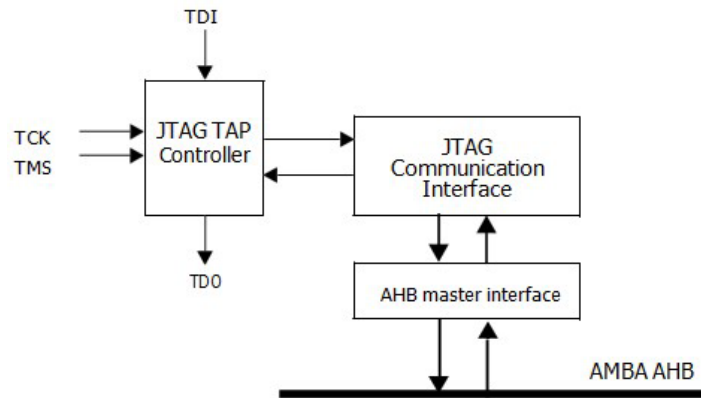 TDI
TCK
TMS
JTAG TAP
Controller
JTAG
Communication
Interface
TDO
AHB master interface
AMBA AHB